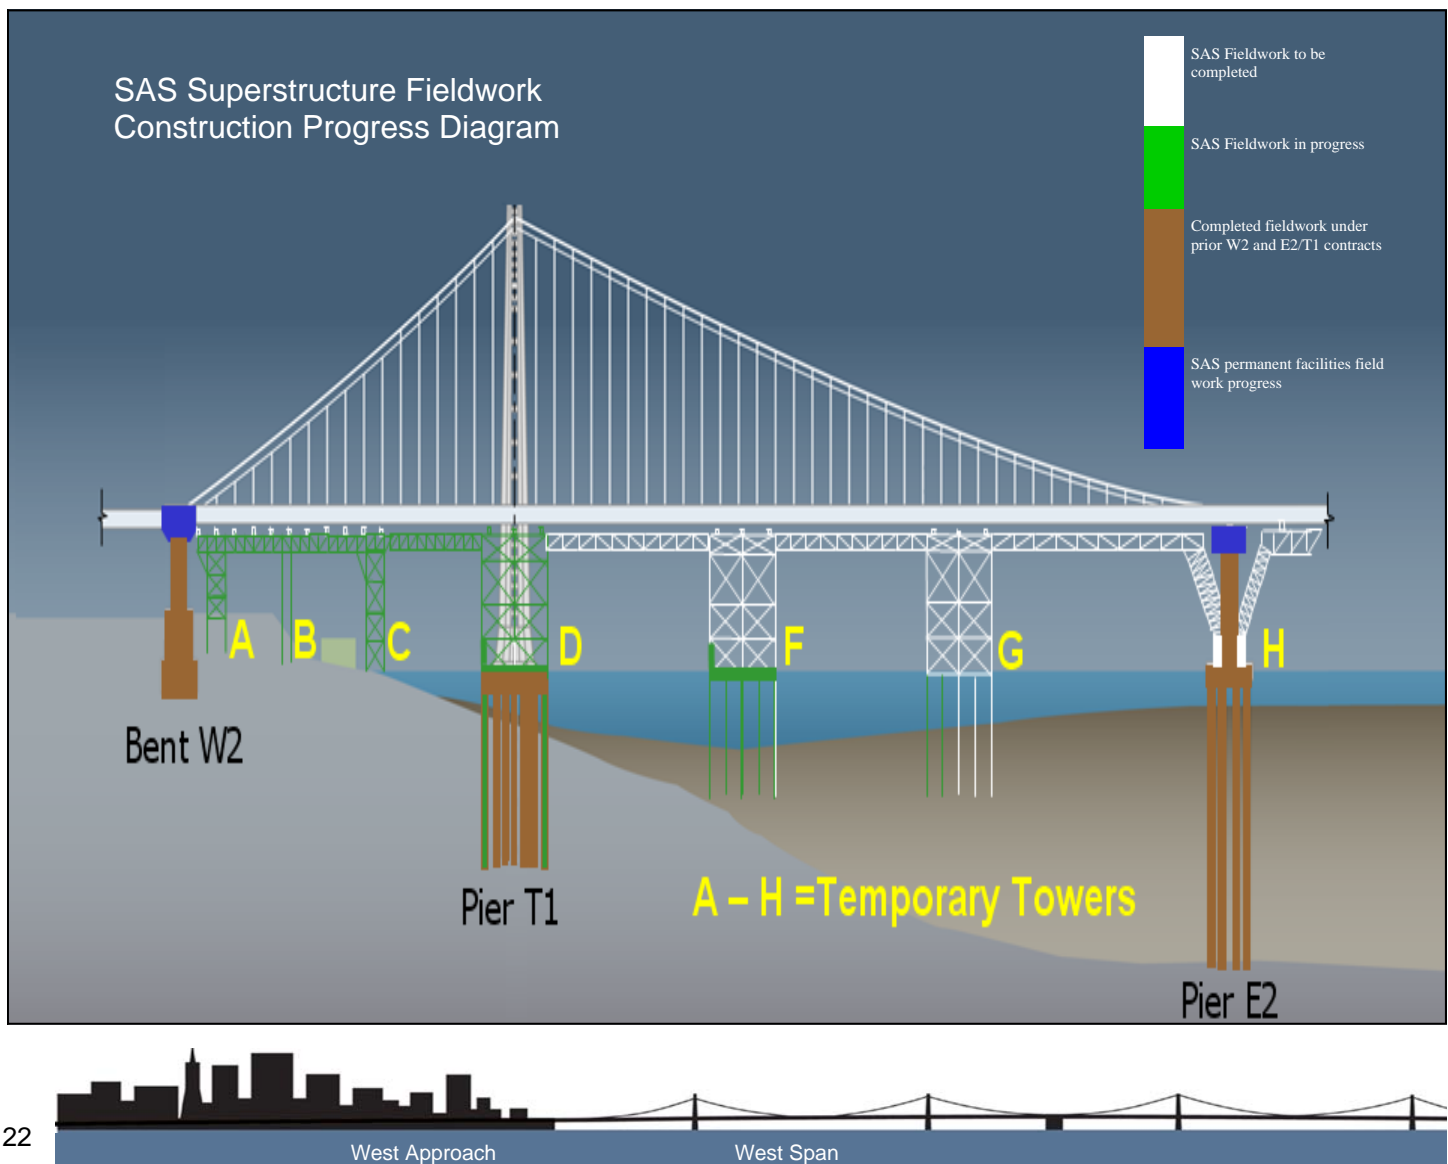 SAS Superstructure Fieldwork
Construction Progress Diagram
SAS Fieldwork to be
completed
SAS Fieldwork in progress
Completed fieldwork under
prior W2 and E2/T1 contracts
SAS permanent facilities field
work progress
A
B
C
D
F
G
H
Bent W2
Pier T1
A – H =Temporary Towers
Pier E2
22
West Approach
West Span